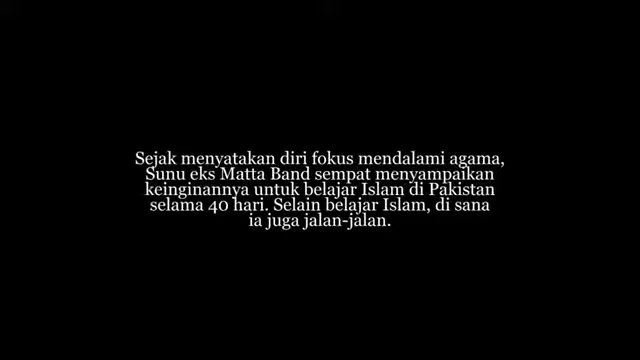 Sejak menyatakan diri fokus mendalami agama,
Sunu eks Matta Band sempat menyampaikan
keinginannya untuk belajar Islam di Pakistan
selama 40 hari. Selain belajar Islam, di sana
ia juga jalan-jalan.